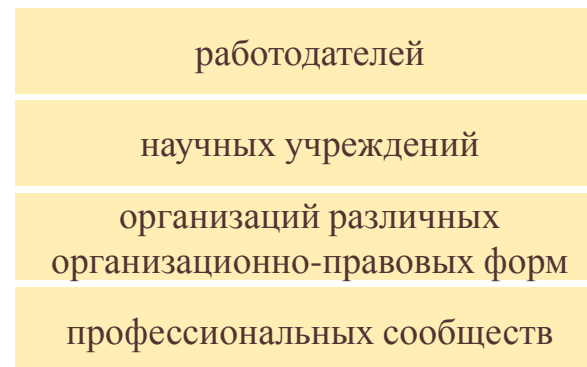 работодателей
научных учреждений
организаций различных
организационно-правовых форм
профессиональных сообществ